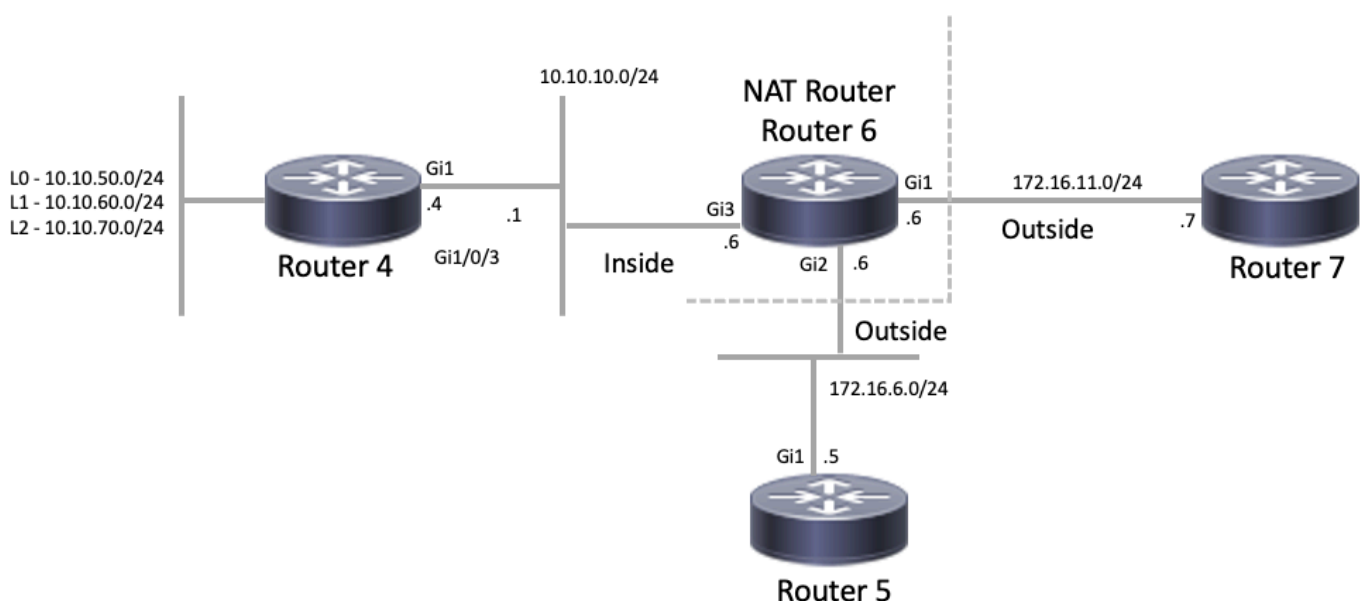 10.10.10.0/24
NAT Router
Router 6
L0 - 10.10.50.0/24
L1 - 10.10.60.0/24
L2 - 10.10.70.0/24
Gi1
.4
.1
Gi1/0/3
Router 4
Inside
Gi3
.6
Gi1
.6
172.16.11.0/24
Outside
.7
Router 7
Gi2
.6
Outside
172.16.6.0/24
Gi1
.5
Router 5